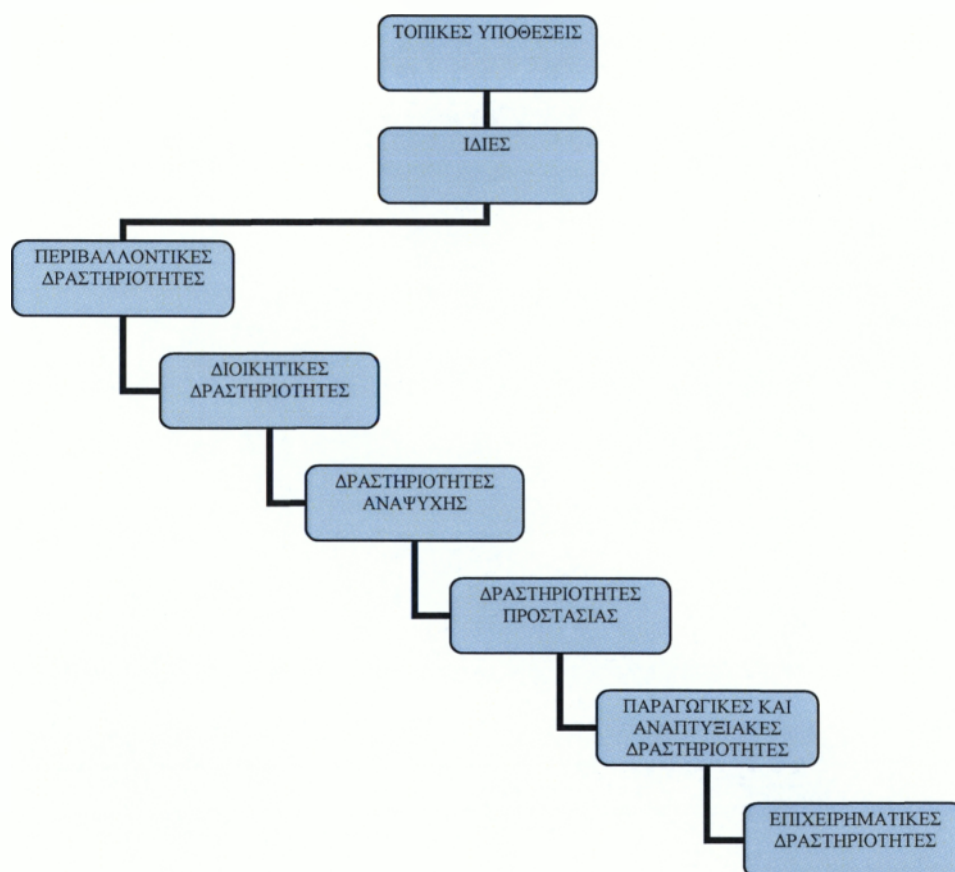 ΤΟΠΙΚΕΣ ΥΠΟΘΕΣΕΙΣ
ΙΔΙΕΣ
ΠΕΡΙΒΑΛΛΟΝΤΙΚΕΣ
ΔΡΑΣΤΗΡΙΟΤΗΤΕΣ
ΔΙΟΙΚΗΤΙΚΕΣ
ΔΡΑΣΤΗΡΙΟΤΗΤΕΣ
ΔΡΑΣΤΗΡΙΟΤΗΤΕΣ
ΑΝΑΨΥΧΗΣ
ΔΡΑΣΤΗΡΙΟΤΗΤΕΣ
ΠΡΟΣΤΑΣΙΑΣ
ΠΑΡΑΓΩΓΙΚΕΣ ΚΑΙ
ΑΝΑΠΤΥΞΙΑΚΕΣ
ΔΡΑΣΤΗΡΙΟΤΗΤΕΣ
ΕΠΙΧΕΙΡΗΜΑΤΙΚΕΣ
ΔΡΑΣΤΗΡΙΟΤΗΤΕΣ